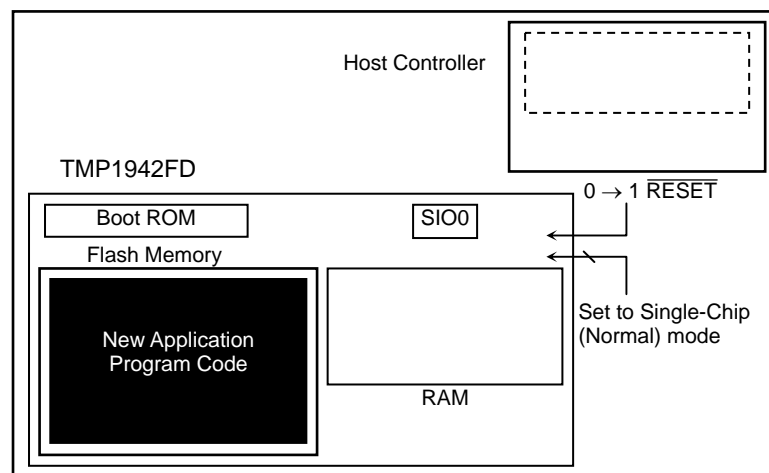 Host Controller
TMP1942FD
0 → 1 RESET
Boot ROM
SIO0
Flash Memory
New Application
Program Code
Set to Single-Chip
(Normal) mode
RAM